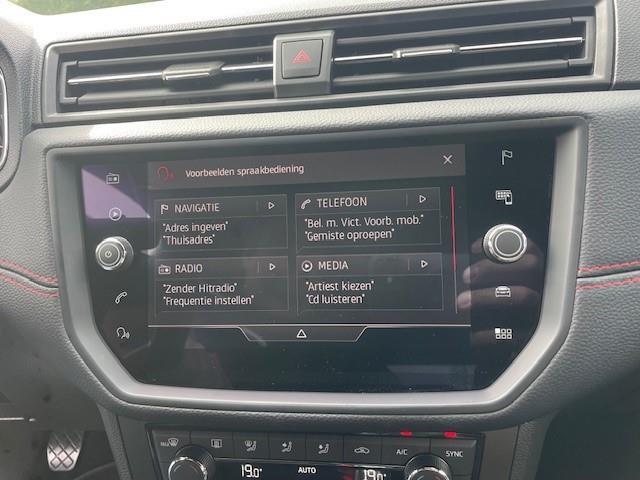 Voorbeelden spraakbediening
NAVIGATIE
"Adres ingeven"
"Thuisadres"
TELEFOON
"Bel. m. Vict. Voorb. mob."
"Gemiste oproepen"
RADIO
"Zender Hitradio"
"Frequentie instellen"
MEDIA
"Artiest kiezen"
"Cd luisteren"
A/C
SYNC
19.0
AUTO
19.0